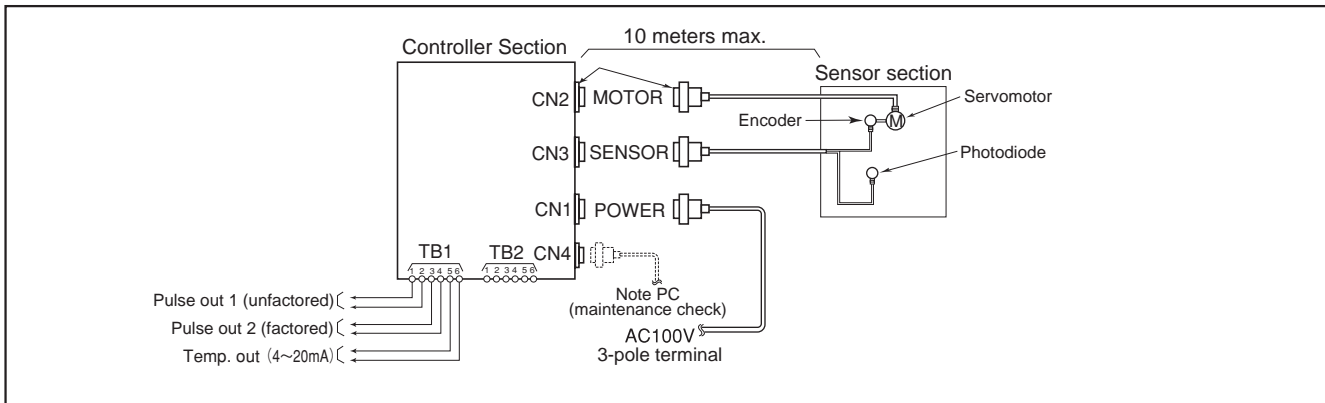 10 meters max.
Controller Section
Sensor section
CN2 MOTOR
Servomotor
Encoder
M
CN3 SENSOR
Photodiode
CN1 POWER
TB1 TB2 CN4
1 2 3 4 5 6 1 2 3 4 5 6
Note PC
(maintenance check)
Pulse out 1 (unfactored)
Pulse out 2 (factored)
AC100V
3-pole terminal
Temp. out (4～20mA)